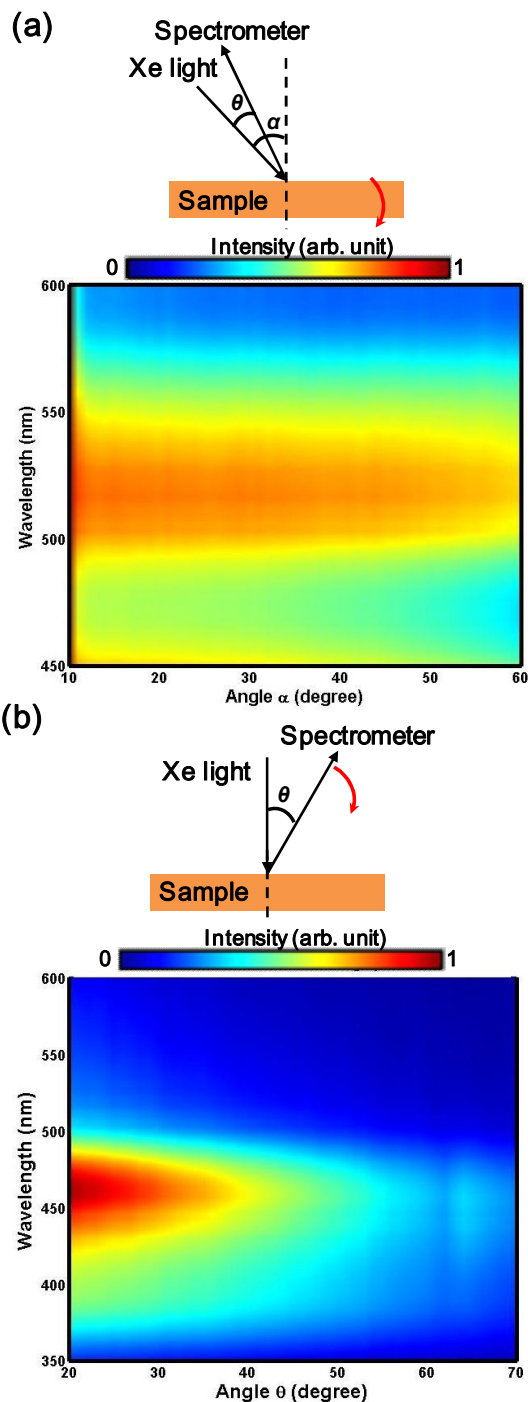 (a)
Spectrometer
Xe light
θ
α
Sample
Intensity (arb. unit)
0 1
600
550
500
450
Wavelength (nm)
10 20 30 40 50 60
Angle α (degree)
(b)
Spectrometer
Xe light
θ
Sample
Intensity (arb. unit)
0 1
600
550
500
450
400
350
Wavelength (nm)
20 30 40 50 60 70
Angle θ (degree)